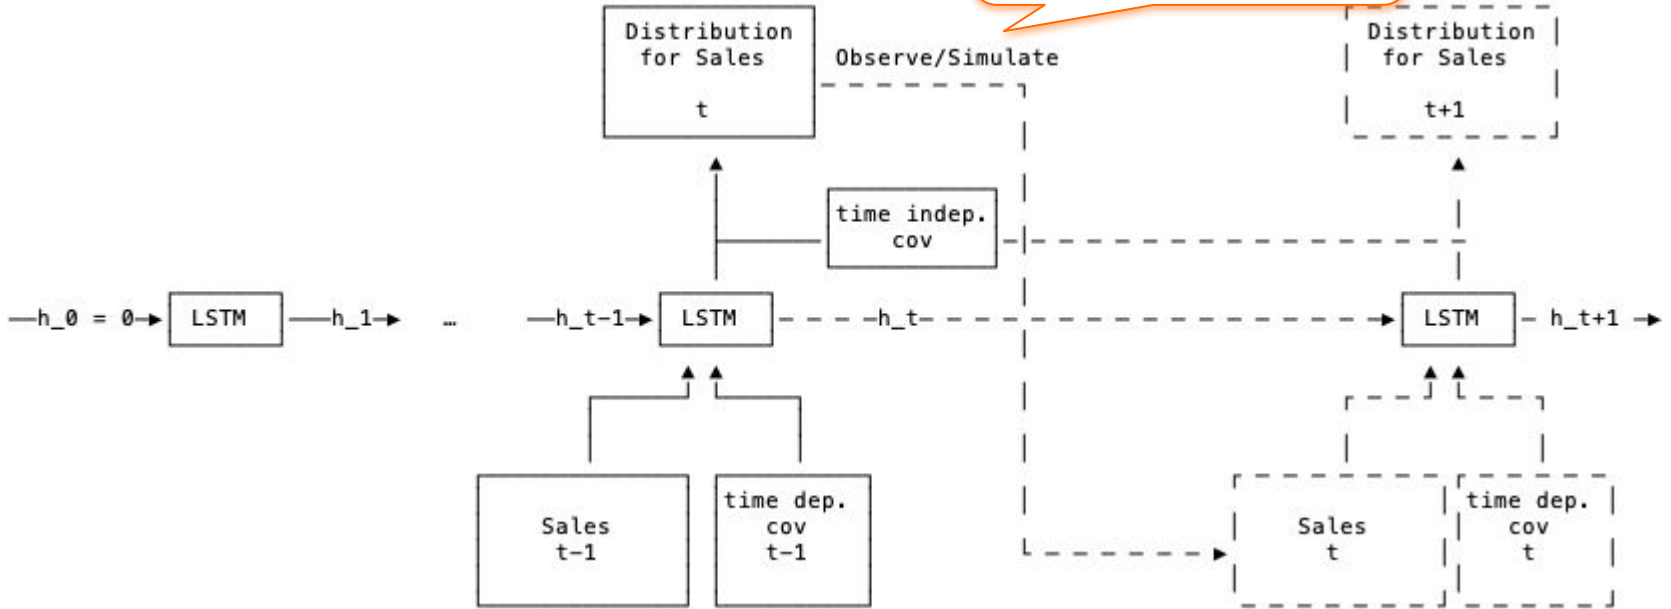 Distribution
for Sales
t
Observe/Simulate
Distribution
for Sales
t+1
time indep.
cov
h_0 = 0
LSTM
h_1
…
h_t-1
LSTM
h_t
LSTM
h_t+1
Sales
t-1
time dep.
cov
t-1
Sales
t
time dep.
cov
t